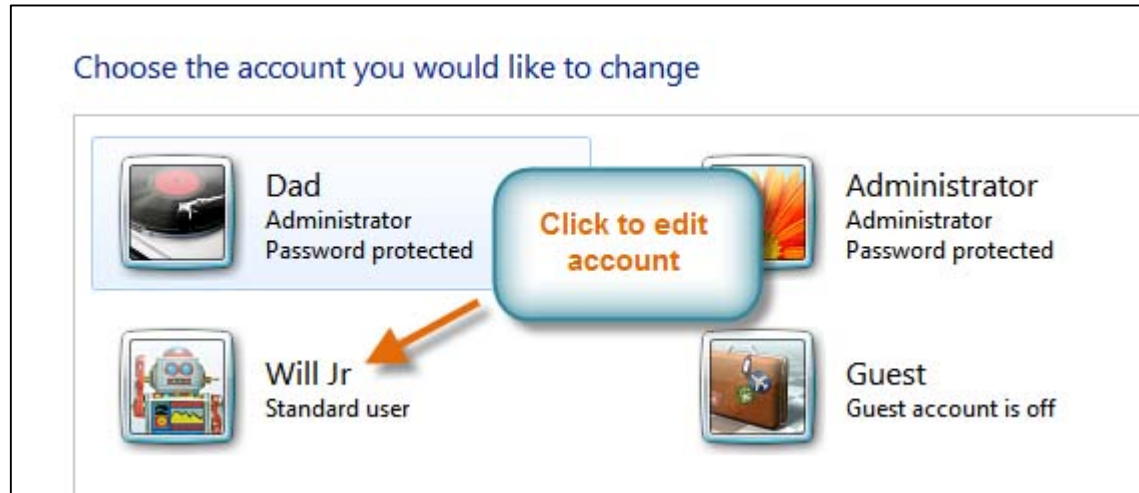 Choose the account you would like to change
Dad
Administrator
Password protected
Click to edit
account
Administrator
Administrator
Password protected
Will Jr
Standard user
Guest
Guest account is off